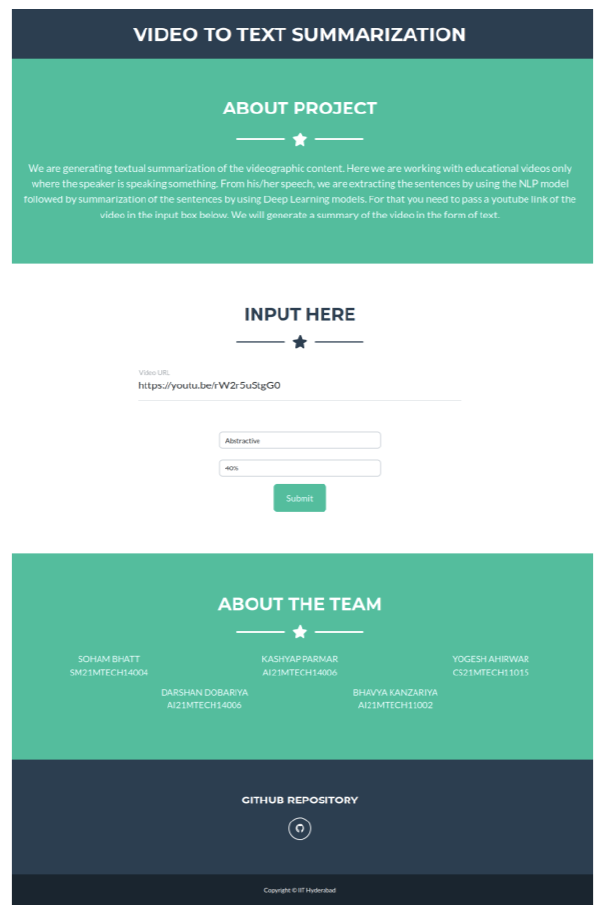 VIDEO TO TEXT SUMMARIZATION
ABOUT PROJECT
We are generating textual summarization of the videographic content. Here we are working with educational videos only
where the speaker is speaking something. From his/her speech, we are extracting the sentences by using the NLP model
followed by summarization of the sentences by using Deep Learning models. For that you need to pass a youtube link of the
video in the input box below. We will generate a summary of the video in the form of text.
INPUT HERE
Video URL
https://youtu.be/rW2r5uStgG0
Abstractive
40%
Submit
ABOUT THE TEAM
SOHAM BHATT
SM21MTECH14004
KASHYAP PARMAR
AI21MTECH14006
YOGESH AHIRWAR
CS21MTECH11015
DARSHAN DOBARIYA
AI21MTECH14006
BHAVYA KANZARIYA
AI21MTECH11002
GITHUB REPOSITORY
Copyright © IIT Hyderabad